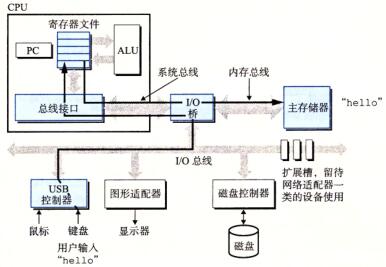 CPU
寄存器文件
PC
ALU
系统总线
内存总线
总线接口
I/O
桥
主存储器
"hello"
I/O 总线
扩展槽，留待
网络适配器一
类的设备使用
USB
控制器
图形适配器
磁盘控制器
鼠标
键盘
显示器
用户输入
"hello"
磁盘